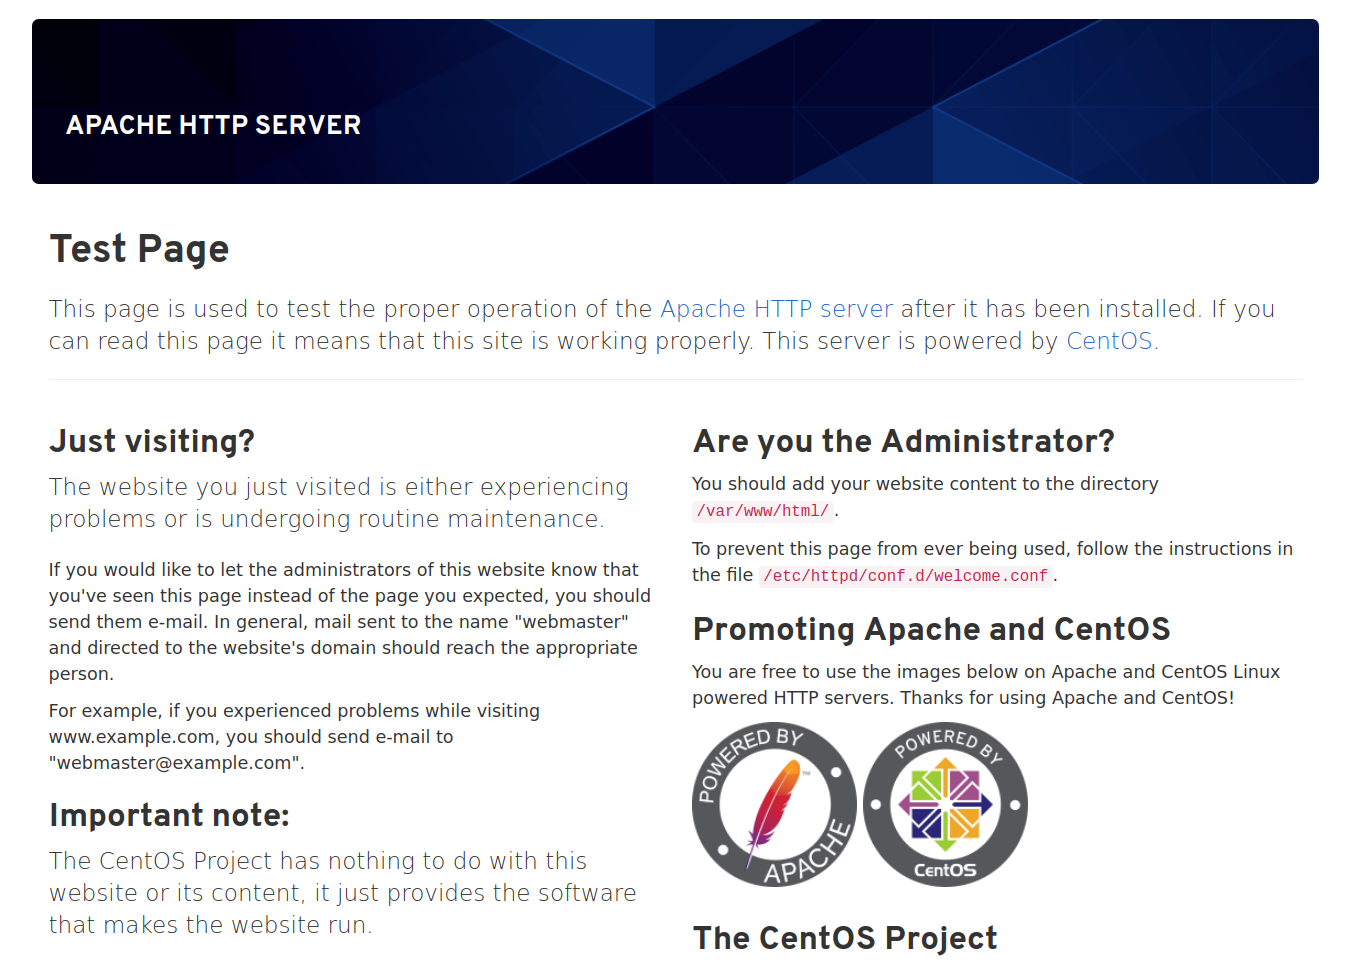 APACHE HTTP SERVER
Test Page
This page is used to test the proper operation of the Apache HTTP server after it has been installed. If you
can read this page it means that this site is working properly. This server is powered by CentOS.
Just visiting?
The website you just visited is either experiencing
problems or is undergoing routine maintenance.
If you would like to let the administrators of this website know that
you've seen this page instead of the page you expected, you should
send them e-mail. In general, mail sent to the name "webmaster"
and directed to the website's domain should reach the appropriate
person.
For example, if you experienced problems while visiting
www.example.com, you should send e-mail to
"webmaster@example.com".
Important note:
The CentOS Project has nothing to do with this
website or its content, it just provides the software
that makes the website run.
Are you the Administrator?
You should add your website content to the directory
/var/www/html/.
To prevent this page from ever being used, follow the instructions in
the file /etc/httpd/conf.d/welcome.conf.
Promoting Apache and CentOS
You are free to use the images below on Apache and CentOS Linux
powered HTTP servers. Thanks for using Apache and CentOS!
POWERED BY
APACHE
TM
POWERED BY
CentOS
The CentOS Project